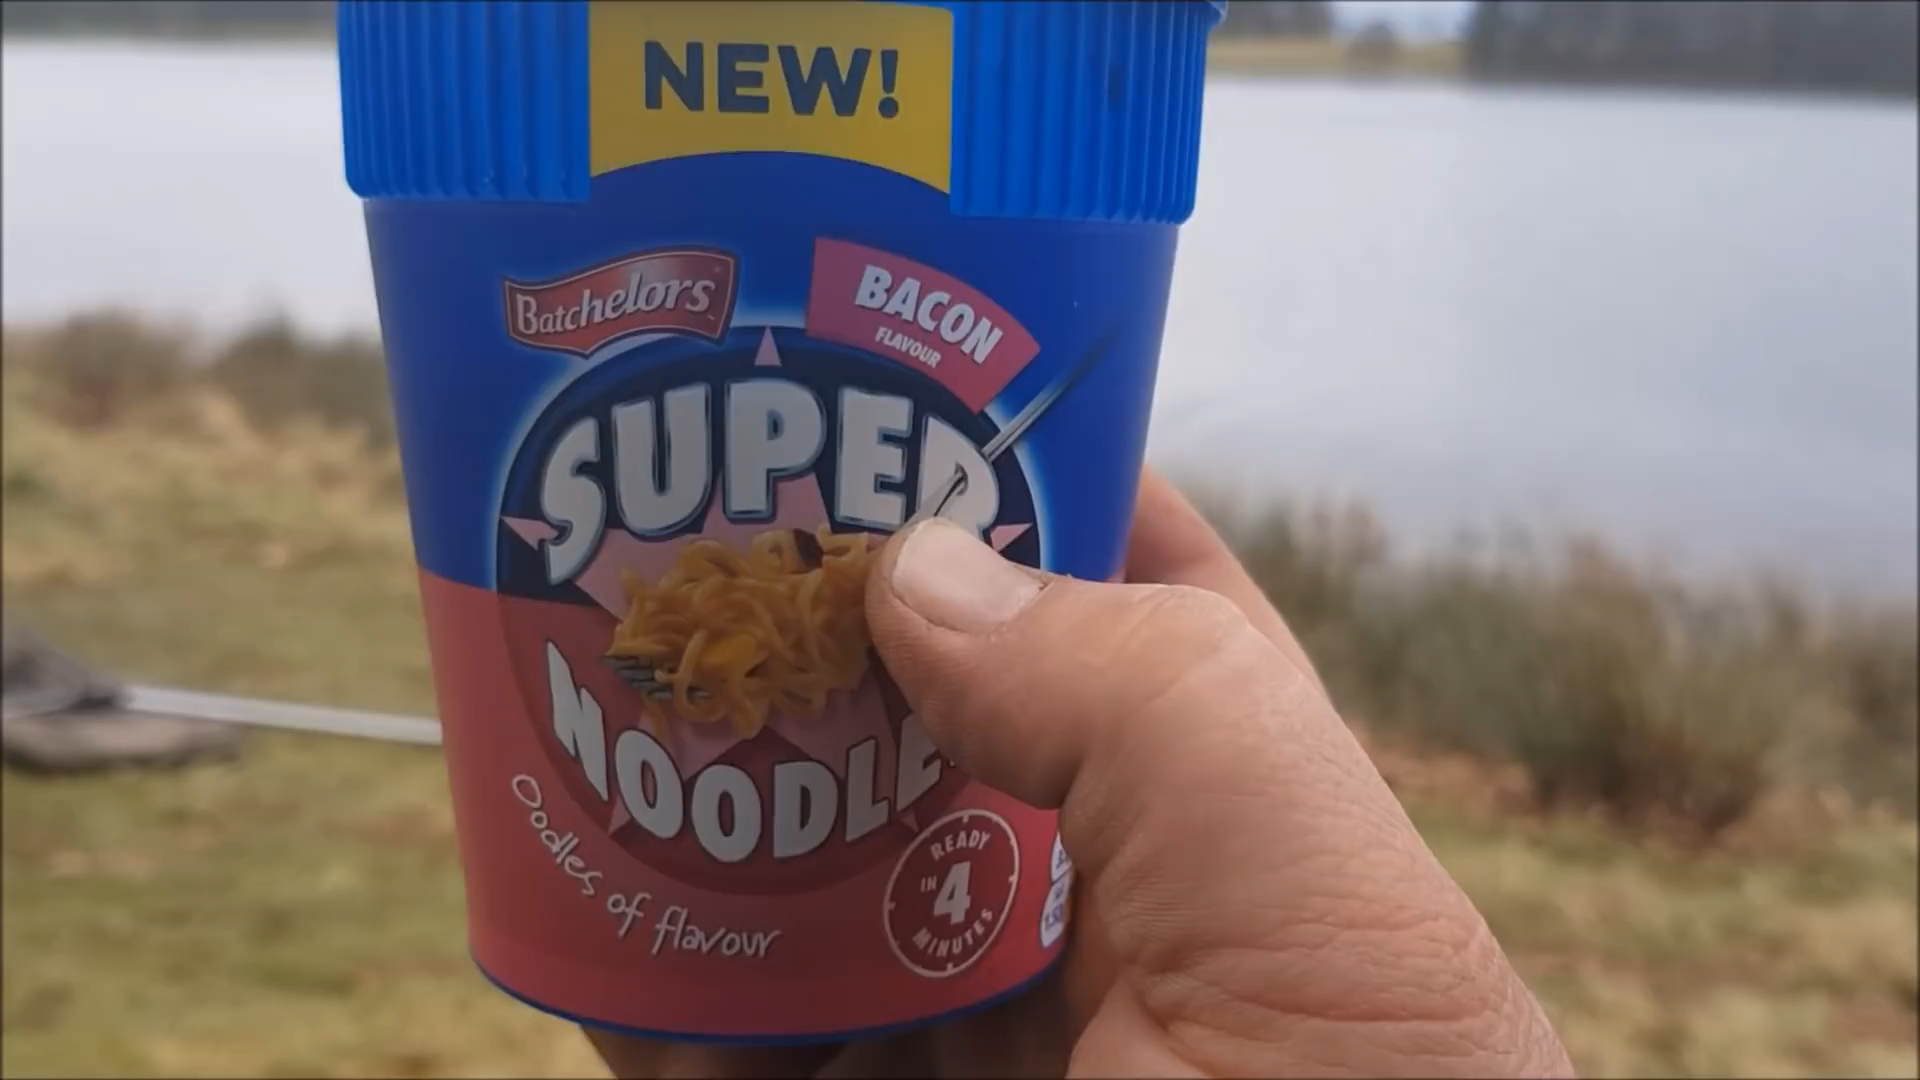 NEW!
Batchelors
BACON
FLAVOUR
SUPER
NOODLE
Oodles of flavour
READY
IN 4
MINUTES